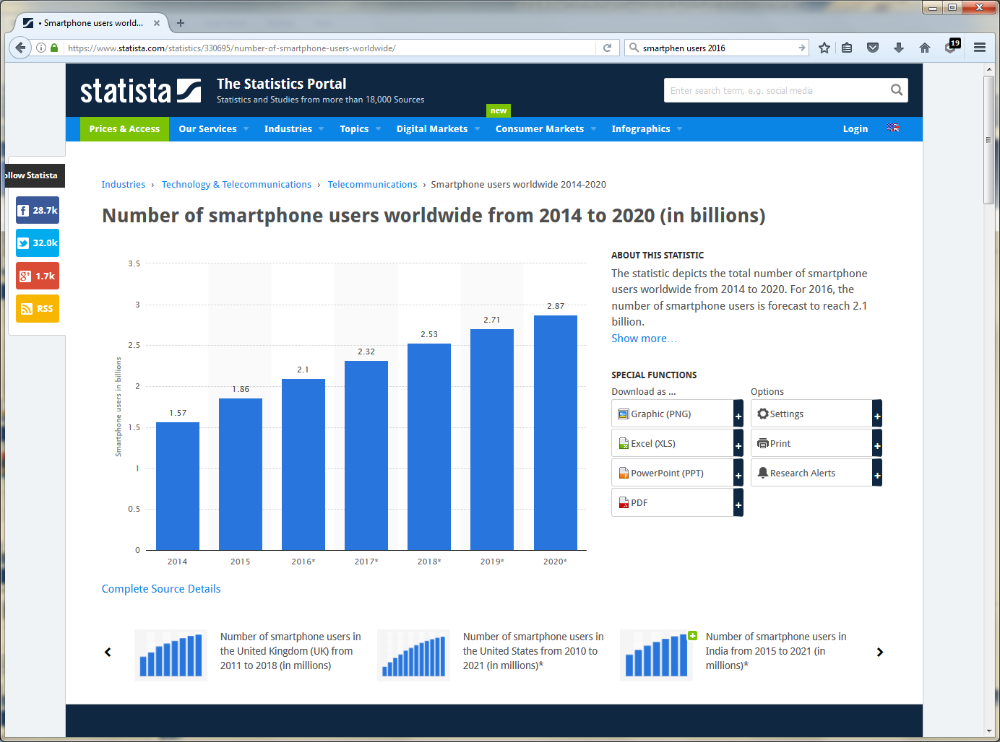 • Smartphone users world...
https://www.statista.com/statistics/330695/number-of-smartphone-users-worldwide/
smartphen users 2016
19
statista
The Statistics Portal
Statistics and Studies from more than 18,000 Sources
Enter search term, e.g. social media
new
Prices & Access
Our Services
Industries
Topics
Digital Markets
Consumer Markets
Infographics
Login
ollow Statista
28.7k
32.0k
1.7k
RSS
Industries › Technology & Telecommunications › Telecommunications › Smartphone users worldwide 2014-2020
Number of smartphone users worldwide from 2014 to 2020 (in billions)
Smartphone users in billions
3.5
3
2.5
2
1.5
1
0.5
0
1.57
1.86
2.1
2.32
2.53
2.71
2.87
2014
2015
2016*
2017*
2018*
2019*
2020*
Complete Source Details
ABOUT THIS STATISTIC
The statistic depicts the total number of smartphone
users worldwide from 2014 to 2020. For 2016, the
number of smartphone users is forecast to reach 2.1
billion.
Show more...
SPECIAL FUNCTIONS
Download as ...
Graphic (PNG)
Excel (XLS)
PowerPoint (PPT)
PDF
Options
Settings
Print
Research Alerts
Number of smartphone users in
the United Kingdom (UK) from
2011 to 2018 (in millions)
Number of smartphone users in
the United States from 2010 to
2021 (in millions)*
Number of smartphone users in
India from 2015 to 2021 (in
millions)*